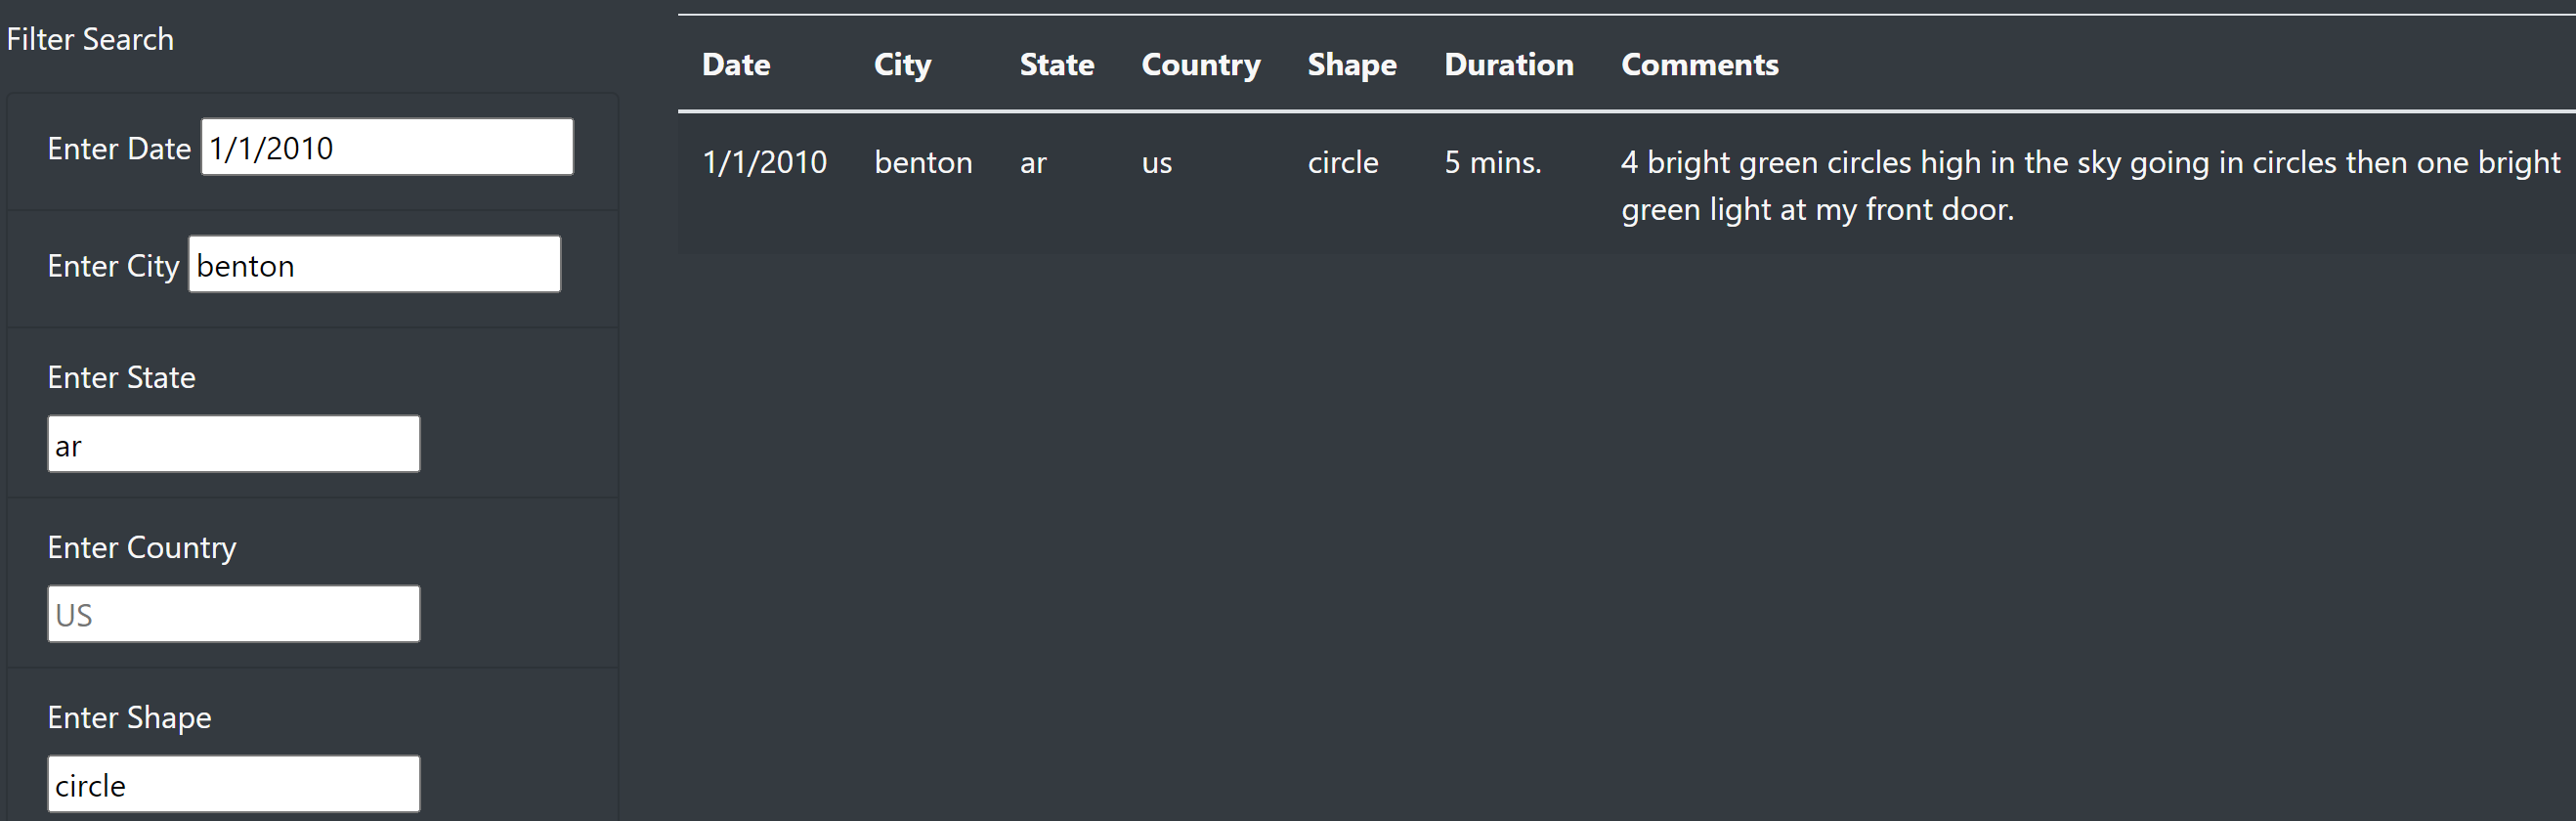 Filter Search
Enter Date 1/1/2010
Enter City benton
Enter State
ar
Enter Country
US
Enter Shape
circle
Date City State Country Shape Duration Comments
1/1/2010 benton ar us circle 5 mins. 4 bright green circles high in the sky going in circles then one bright
green light at my front door.